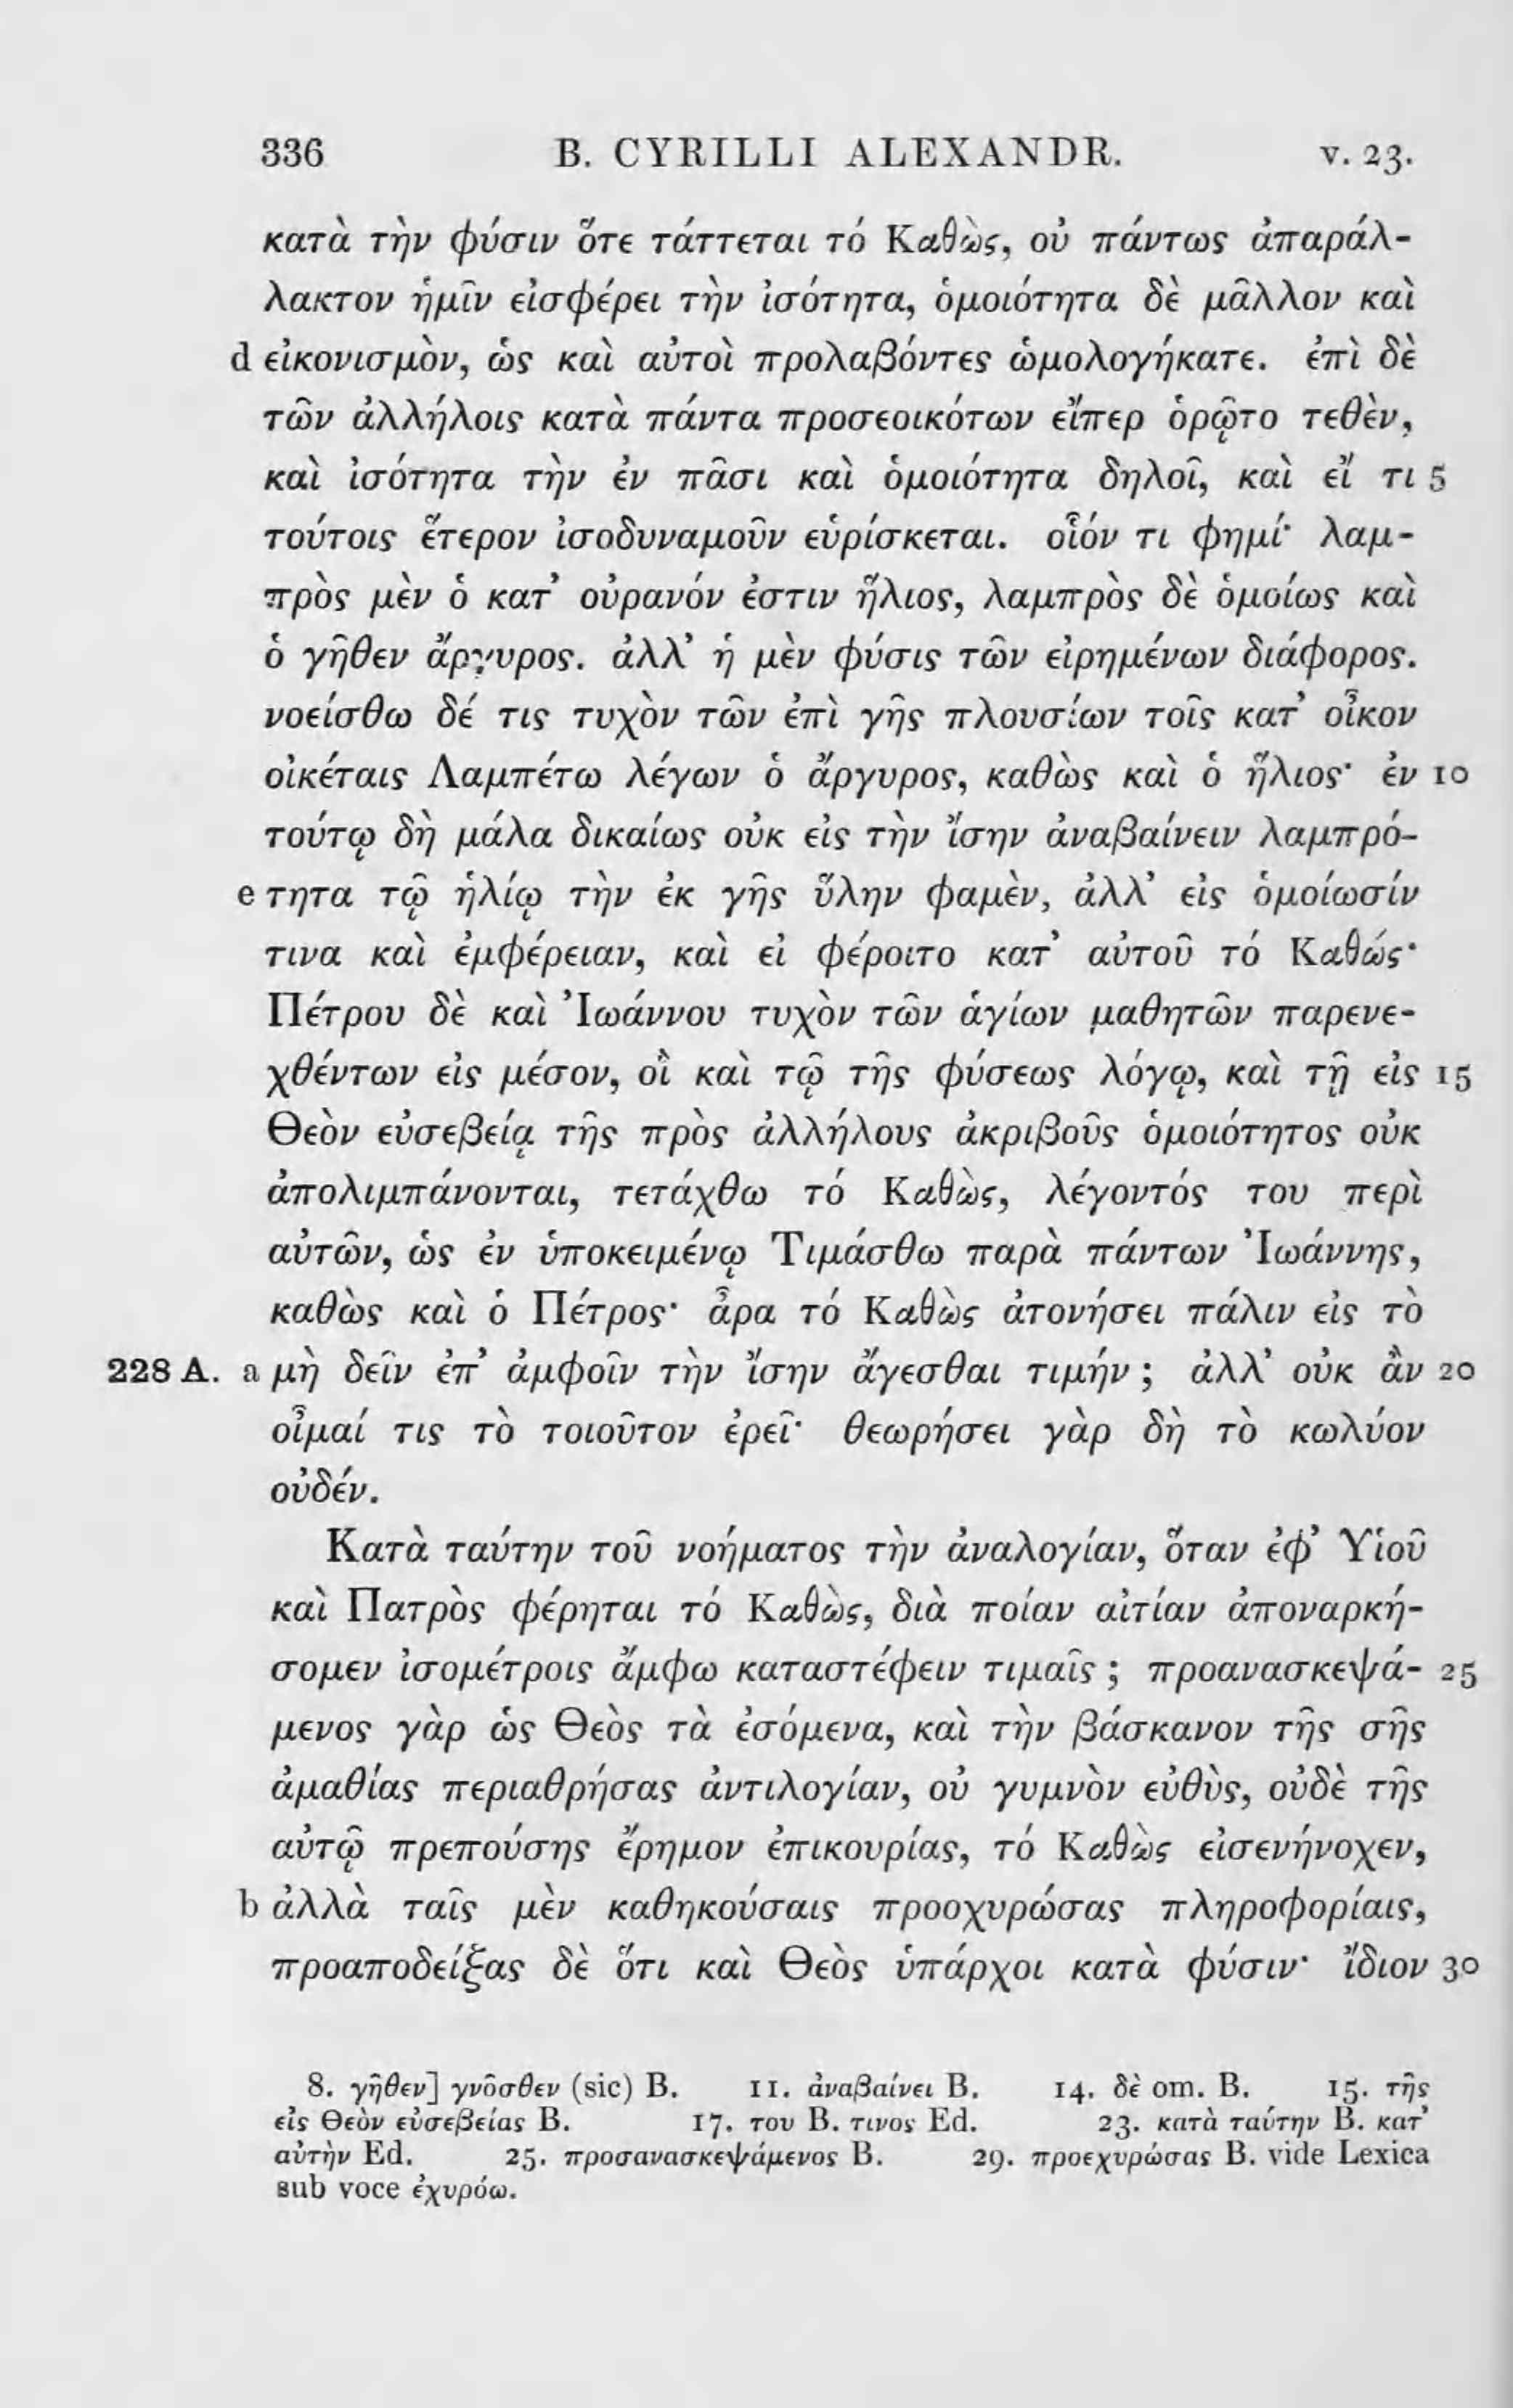 336 B. CYRILLI ALEXANDR. v. 23.
κατὰ τὴν φύσιν ὅτε τάττεται τό Καθὼς, οὐ πάντως ἀπαράλ-
λακτον ἡμῖν εἰσφέρει τὴν ἰσότητα, ὁμοιότητα δὲ μᾶλλον καὶ
d εἰκονισμὸν, ὡς καὶ αὐτοὶ προλαβόντες ὡμολογήκατε. ἐπὶ δὲ
τῶν ἀλλήλοις κατὰ πάντα προσεοικότων εἴπερ ὁρῷτο τεθὲν,
καὶ ἰσότητα τὴν ἐν πᾶσι καὶ ὁμοιότητα δηλοῖ, καὶ εἴ τι 5
τούτοις ἕτερον ἰσοδυναμοῦν εὑρίσκεται. οἷόν τι φημί· λαμ-
πρὸς μὲν ὁ κατ’ οὐρανόν ἐστιν ἥλιος, λαμπρὸς δὲ ὁμοίως καὶ
ὁ γῆθεν ἄργυρος. ἀλλ’ ἡ μὲν φύσις τῶν εἰρημένων διάφορος.
νοείσθω δέ τις τυχὸν τῶν ἐπὶ γῆς πλουσίων τοῖς κατ’ οἶκον
οἰκέταις Λαμπέτω λέγων ὁ ἄργυρος, καθὼς καὶ ὁ ἥλιος· ἐν 10
τούτῳ δὴ μάλα δικαίως οὐκ εἰς τὴν ἴσην ἀναβαίνειν λαμπρό-
e τητα τῷ ἡλίῳ τὴν ἐκ γῆς ὕλην φαμὲν, ἀλλ’ εἰς ὁμοίωσίν
τινα καὶ ἐμφέρειαν, καὶ εἰ φέροιτο κατ’ αὐτοῦ τό Καθώς·
Πέτρου δὲ καὶ Ἰωάννου τυχὸν τῶν ἁγίων μαθητῶν παρενε-
χθέντων εἰς μέσον, οἳ καὶ τῷ τῆς φύσεως λόγῳ, καὶ τῇ εἰς 15
Θεὸν εὐσεβείᾳ τῆς πρὸς ἀλλήλους ἀκριβοῦς ὁμοιότητος οὐκ
ἀπολιμπάνονται, τετάχθω τό Καθὼς, λέγοντός του περὶ
αὐτῶν, ὡς ἐν ὑποκειμένῳ Τιμάσθω παρὰ πάντων Ἰωάννης,
καθὼς καὶ ὁ Πέτρος· ἆρα τό Καθὼς ἀτονήσει πάλιν εἰς τὸ
228 A. a μὴ δεῖν ἐπ’ ἀμφοῖν τὴν ἴσην ἄγεσθαι τιμήν ; ἀλλ’ οὐκ ἂν 20
οἶμαί τις τὸ τοιοῦτον ἐρεῖ· θεωρήσει γὰρ δὴ τὸ κωλύον
οὐδέν.
Κατὰ ταύτην τοῦ νοήματος τὴν ἀναλογίαν, ὅταν ἐφ’ Υἱοῦ
καὶ Πατρὸς φέρηται τό Καθὼς, διὰ ποίαν αἰτίαν ἀποναρκή-
σομεν ἰσομέτροις ἄμφω καταστέφειν τιμαῖς ; προανασκεψά- 25
μενος γὰρ ὡς Θεὸς τὰ ἐσόμενα, καὶ τὴν βάσκανον τῆς σῆς
ἀμαθίας περιαθρήσας ἀντιλογίαν, οὐ γυμνὸν εὐθὺς, οὐδὲ τῆς
αὐτῷ πρεπούσης ἔρημον ἐπικουρίας, τό Καθὼς εἰσενήνοχεν,
b ἀλλὰ ταῖς μὲν καθηκούσαις προοχυρώσας πληροφορίαις,
προαποδείξας δὲ ὅτι καὶ Θεὸς ὑπάρχοι κατὰ φύσιν· ἴδιον 30
8. γῆθεν] γνῶσθεν (sic) B. 11. ἀναβαίνει B. 14. δὲ om. B. 15. τῆς
εἰς Θεὸν εὐσεβείας B. 17. του B. τινος Ed. 23. κατὰ ταύτην B. κατ’
αὐτὴν Ed. 25. προσανασκεψάμενος B. 29. προεχυρώσας B. vide Lexica
sub voce ἐχυρόω.